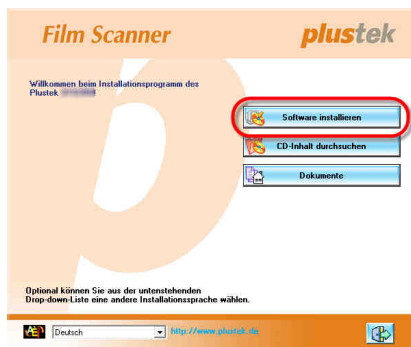 Film Scanner
plustek
Willkommen beim Installationsprogramm des
Plustek
Software installieren
CD-Inhalt durchsuchen
Dokumente
Optional können Sie aus der untenstehenden
Drop-down-Liste eine andere Installationssprache wählen.
Deutsch
http://www.plustek.de